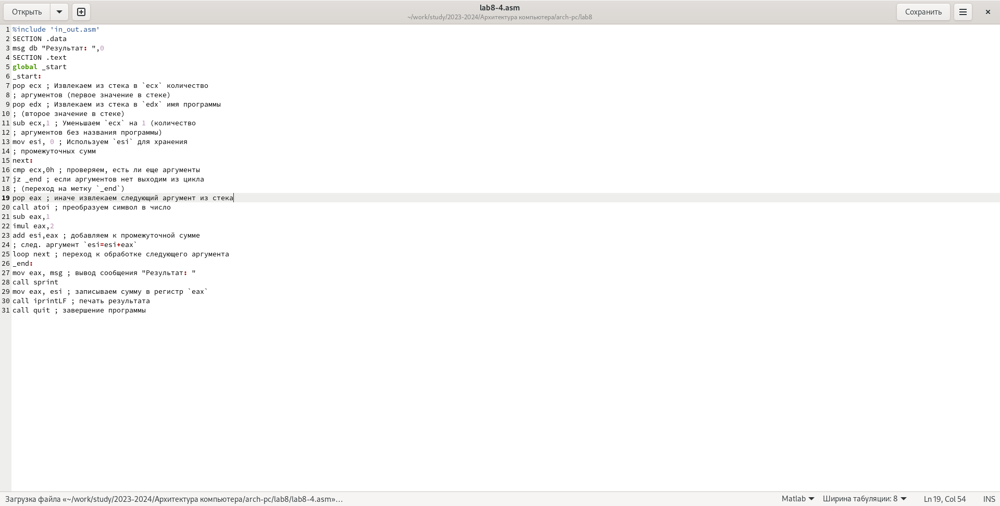 Открыть
lab8-4.asm
~/work/study/2023-2024/Архитектура компьютера/arch-pc/lab8
Сохранить
1 %include 'in_out.asm'
2 SECTION .data
3 msg db "Результат: ",0
4 SECTION .text
5 global _start
6 _start:
7 pop ecx ; Извлекаем из стека в `ecx` количество
8 ; аргументов (первое значение в стеке)
9 pop edx ; Извлекаем из стека в `edx` имя программы
10 ; (второе значение в стеке)
11 sub ecx,1 ; Уменьшаем `ecx` на 1 (количество
12 ; аргументов без названия программы)
13 mov esi, 0 ; Используем `esi` для хранения
14 ; промежуточных сумм
15 next:
16 cmp ecx,0h ; проверяем, есть ли еще аргументы
17 jz _end ; если аргументов нет выходим из цикла
18 ; (переход на метку `_end`)
19 pop eax ; иначе извлекаем следующий аргумент из стека
20 call atoi ; преобразуем символ в число
21 sub eax,1
22 imul eax,2
23 add esi,eax ; добавляем к промежуточной сумме
24 ; след. аргумент `esi=esi+eax`
25 loop next ; переход к обработке следующего аргумента
26 _end:
27 mov eax, msg ; вывод сообщения "Результат: "
28 call sprint
29 mov eax, esi ; записываем сумму в регистр `eax`
30 call iprintLF ; печать результата
31 call quit ; завершение программы
Загрузка файла «~/work/study/2023-2024/Архитектура компьютера/arch-pc/lab8/lab8-4.asm»…
Matlab
Ширина табуляции: 8
Ln 19, Col 54
INS